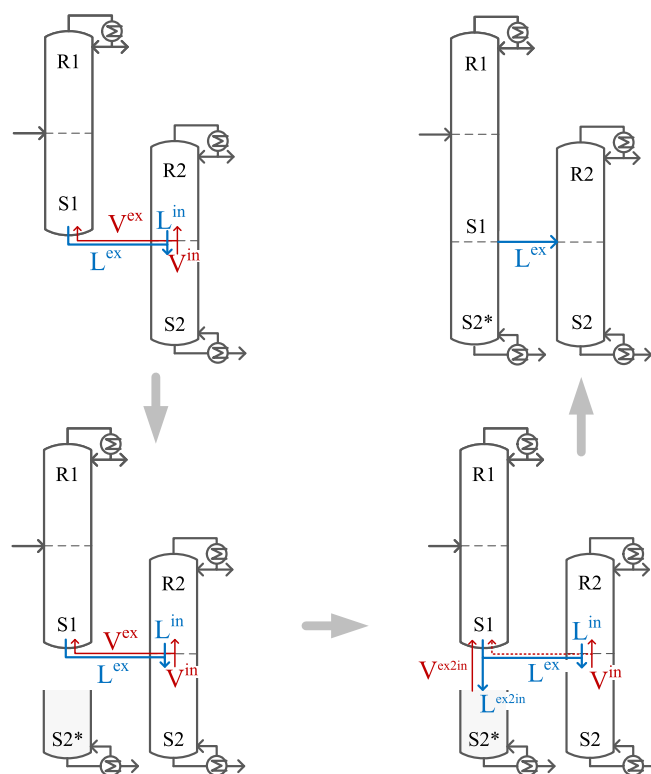 R1
R2
S1
V^ex
L^in
L^ex
V^in
S2
R1
R2
S1
L^ex
S2*
S2
R1
R2
S1
V^ex
L^in
L^ex
V^in
S2*
S2
R1
R2
S1
L^in
V^ex2in
L^ex
V^in
L^ex2in
S2*
S2